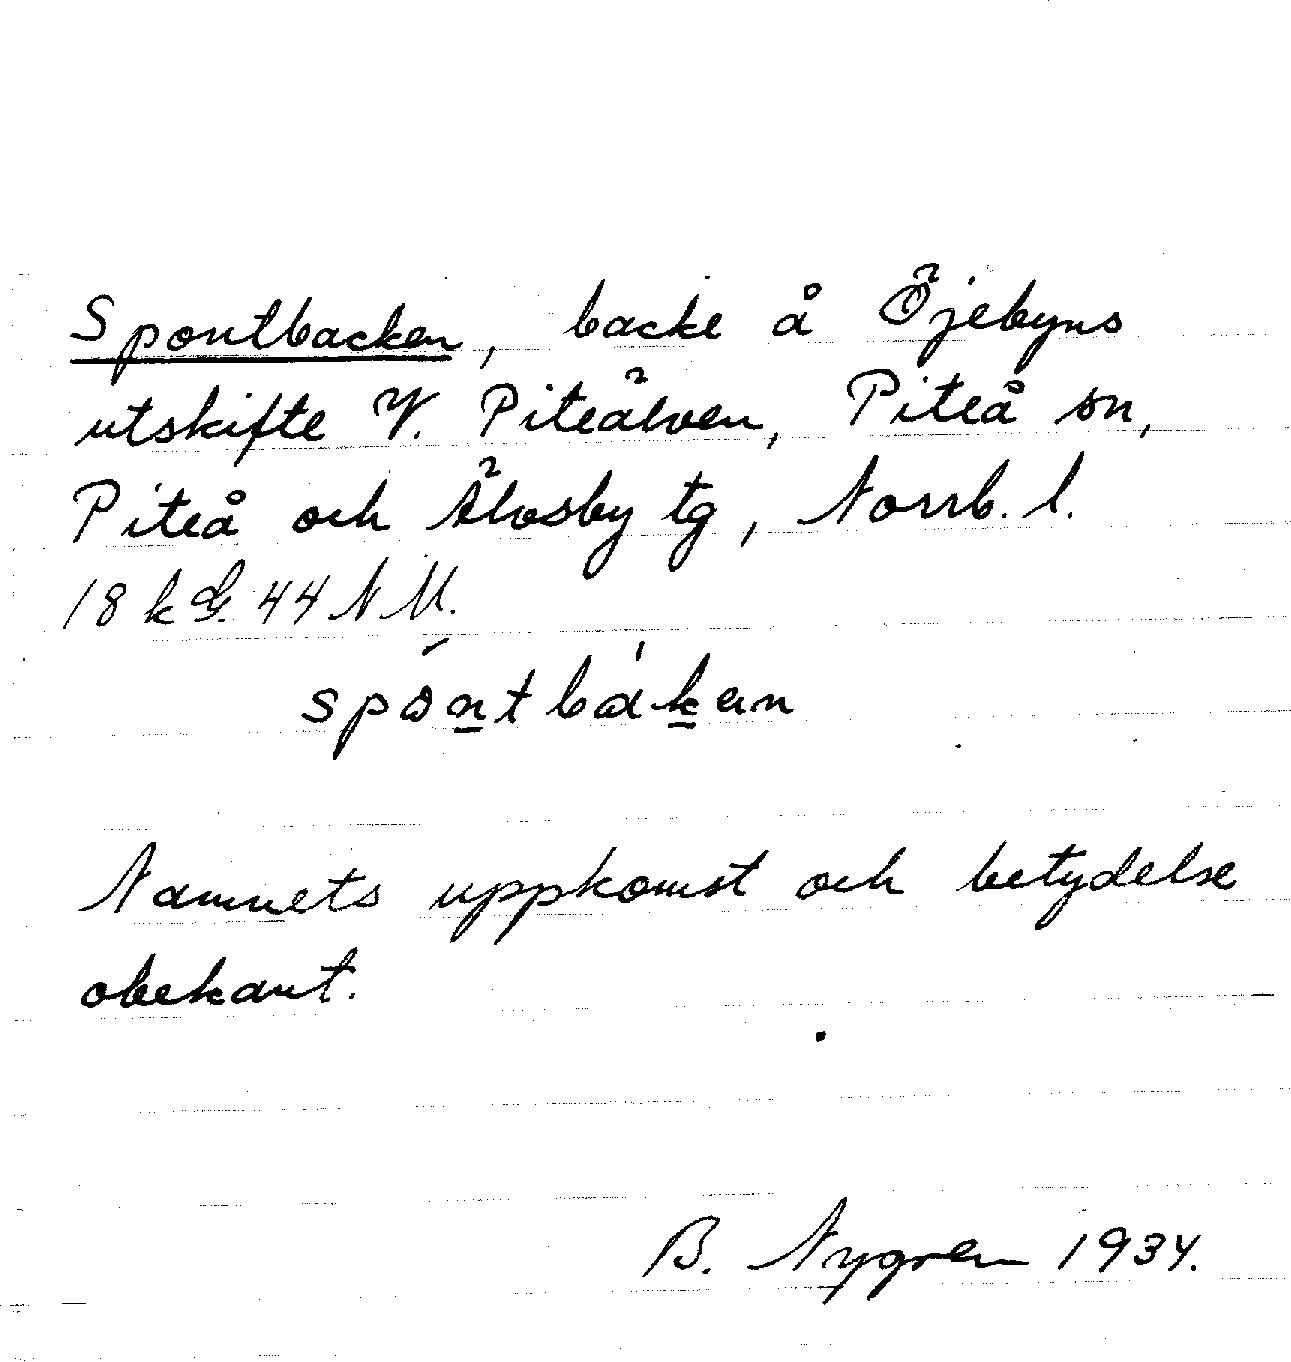 Spontbacken, backe å Öjebyns
utskifte V. Piteälven, Piteå sn,
Piteå och Älvsby tg, Norrb. l.
18 k G. 44 N M.
spòntbákan
Namnets uppkomst och betydelse
obekant.
B. Nygren 1934.